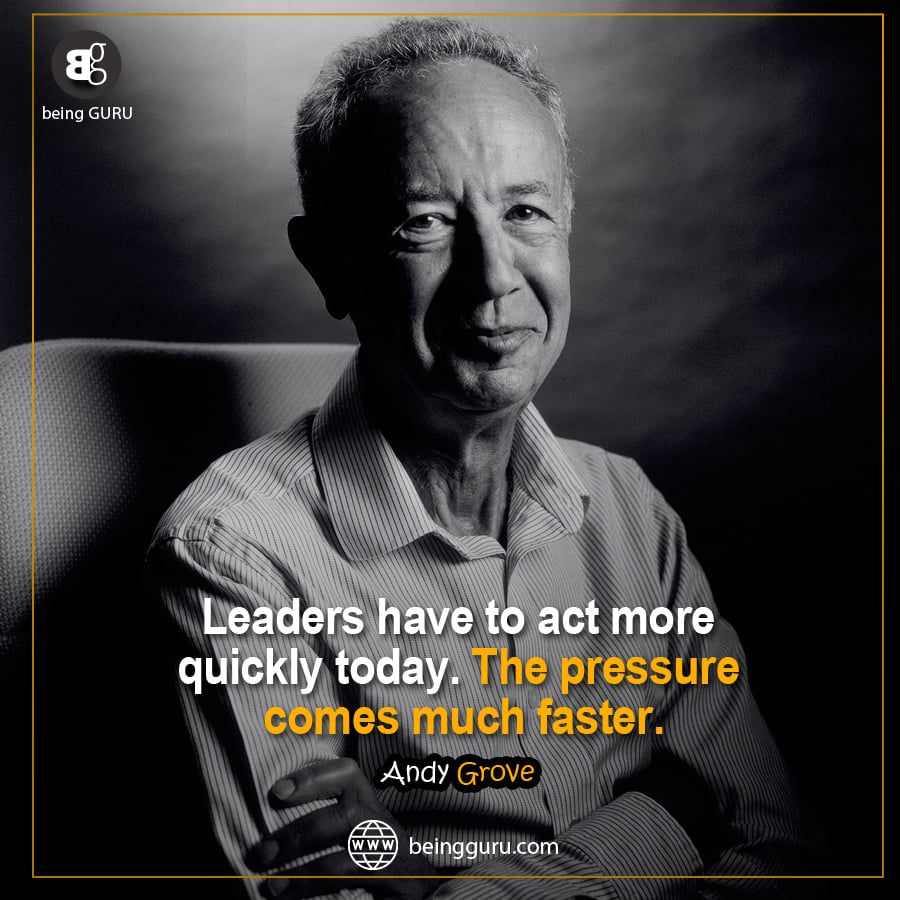 Bg
being GURU
Leaders have to act more
quickly today. The pressure
comes much faster.
Andy Grove
www beingguru.com